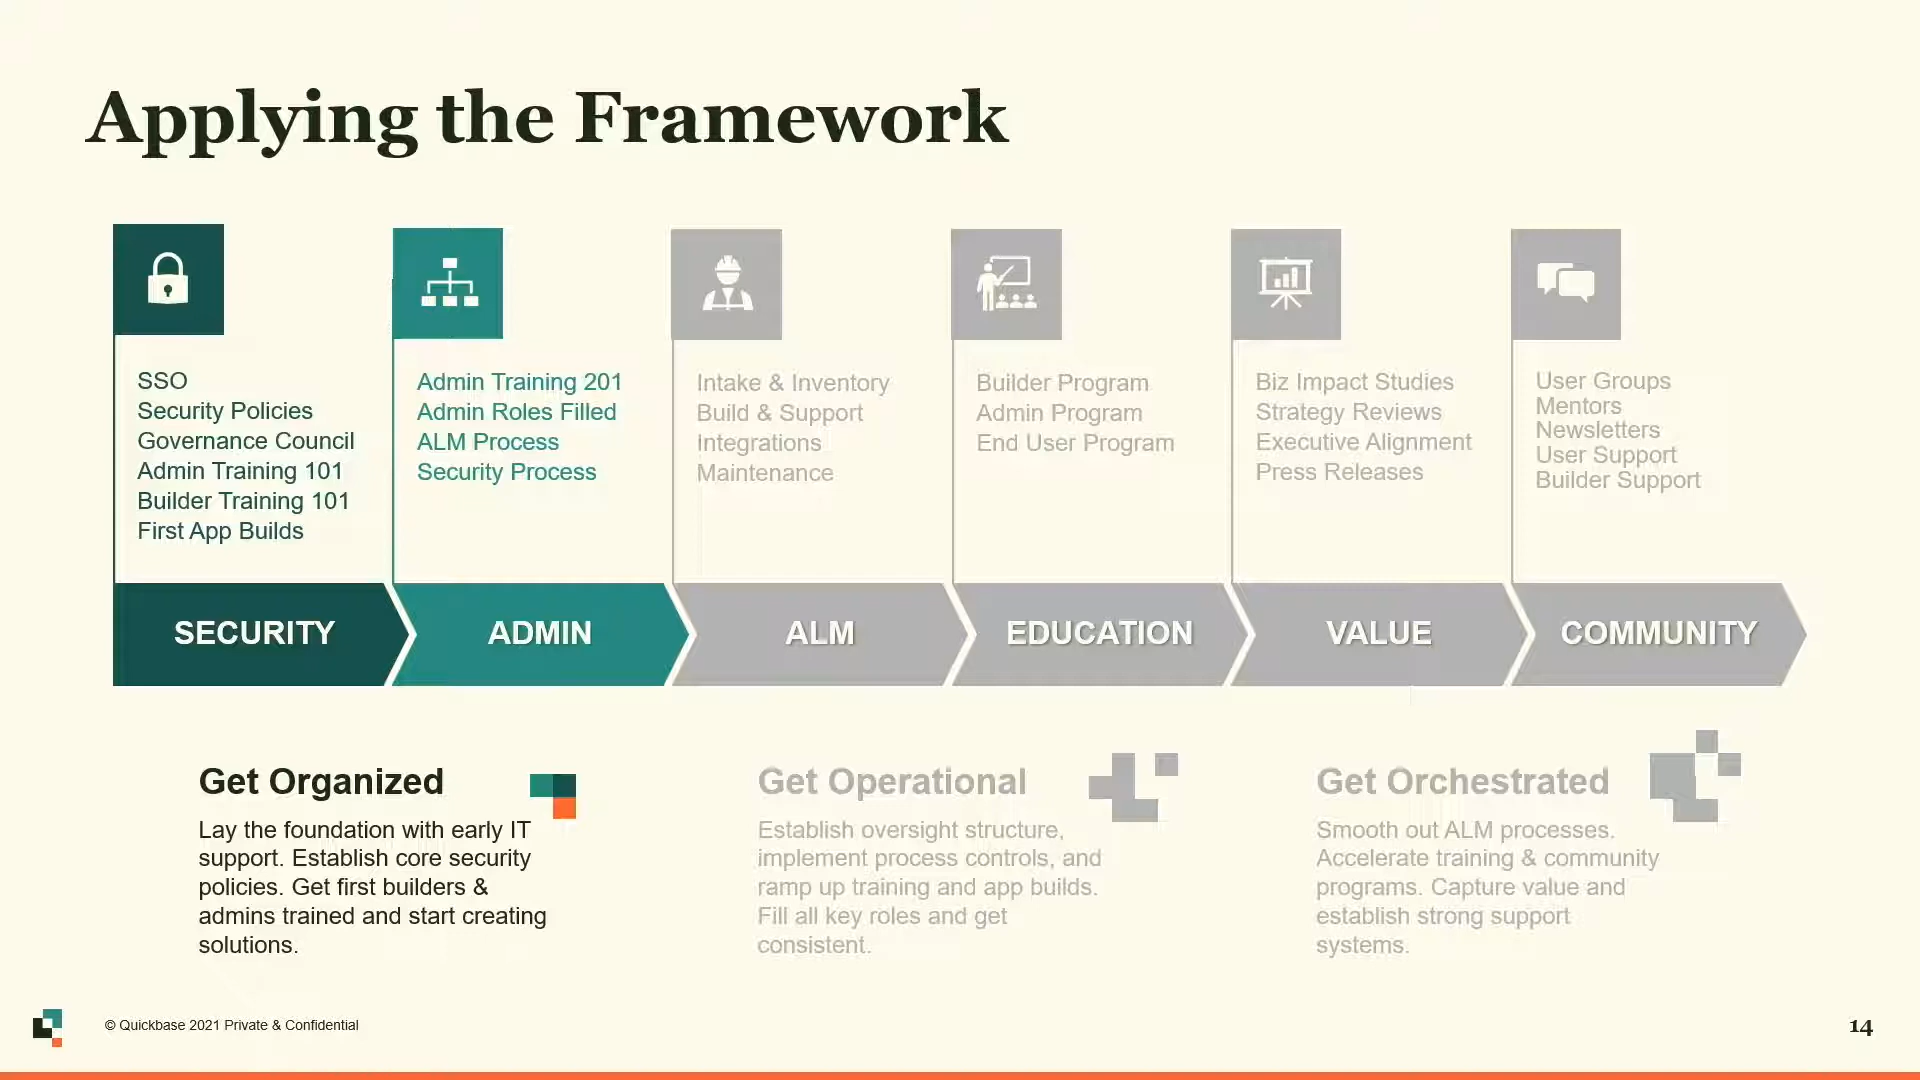 Applying the Framework
SSO
Security Policies
Governance Council
Admin Training 101
Builder Training 101
First App Builds
Admin Training 201
Admin Roles Filled
ALM Process
Security Process
Intake & Inventory
Build & Support
Integrations
Maintenance
Builder Program
Admin Program
End User Program
Biz Impact Studies
Strategy Reviews
Executive Alignment
Press Releases
User Groups
Mentors
Newsletters
User Support
Builder Support
SECURITY
ADMIN
ALM
EDUCATION
VALUE
COMMUNITY
Get Organized
Lay the foundation with early IT
support. Establish core security
policies. Get first builders &
admins trained and start creating
solutions.
Get Operational
Establish oversight structure,
implement process controls, and
ramp up training and app builds.
Fill all key roles and get
consistent.
Get Orchestrated
Smooth out ALM processes.
Accelerate training & community
programs. Capture value and
establish strong support
systems.
© Quickbase 2021 Private & Confidential
14